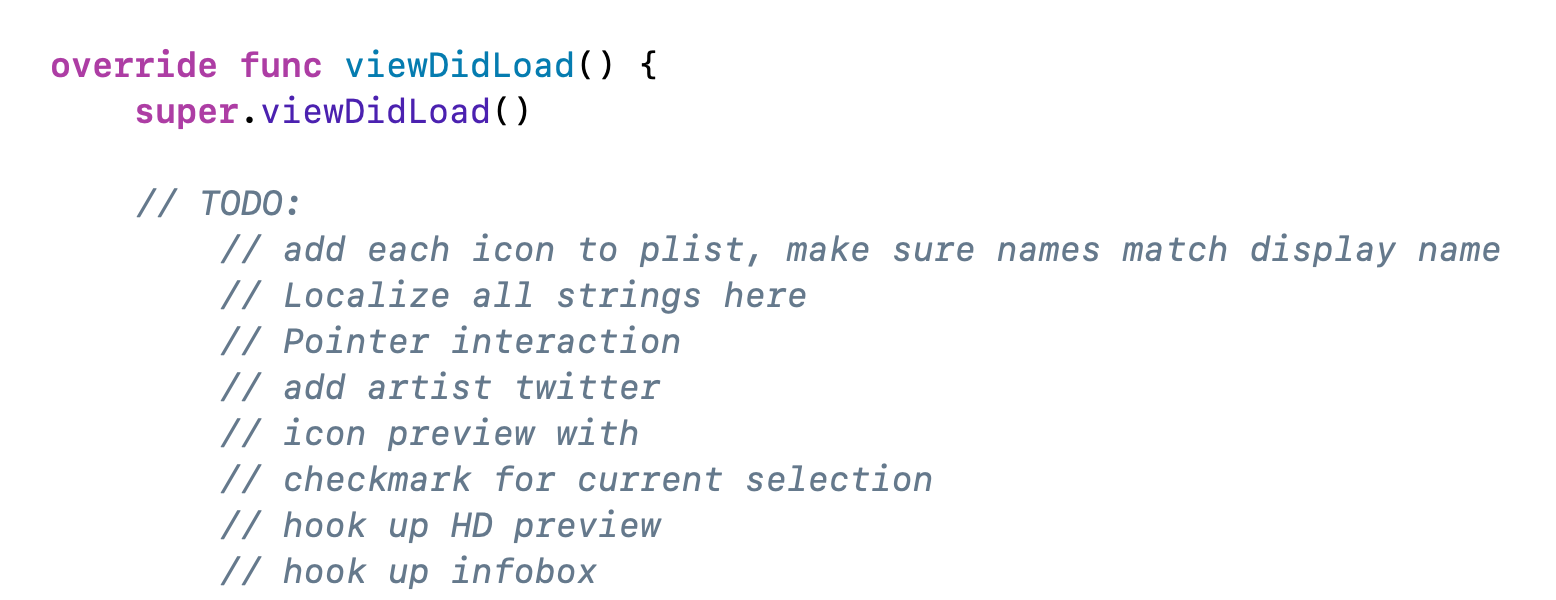 override func viewDidLoad() {
    super.viewDidLoad()

    // TODO:
        // add each icon to plist, make sure names match display name
        // Localize all strings here
        // Pointer interaction
        // add artist twitter
        // icon preview with
        // checkmark for current selection
        // hook up HD preview
        // hook up infobox